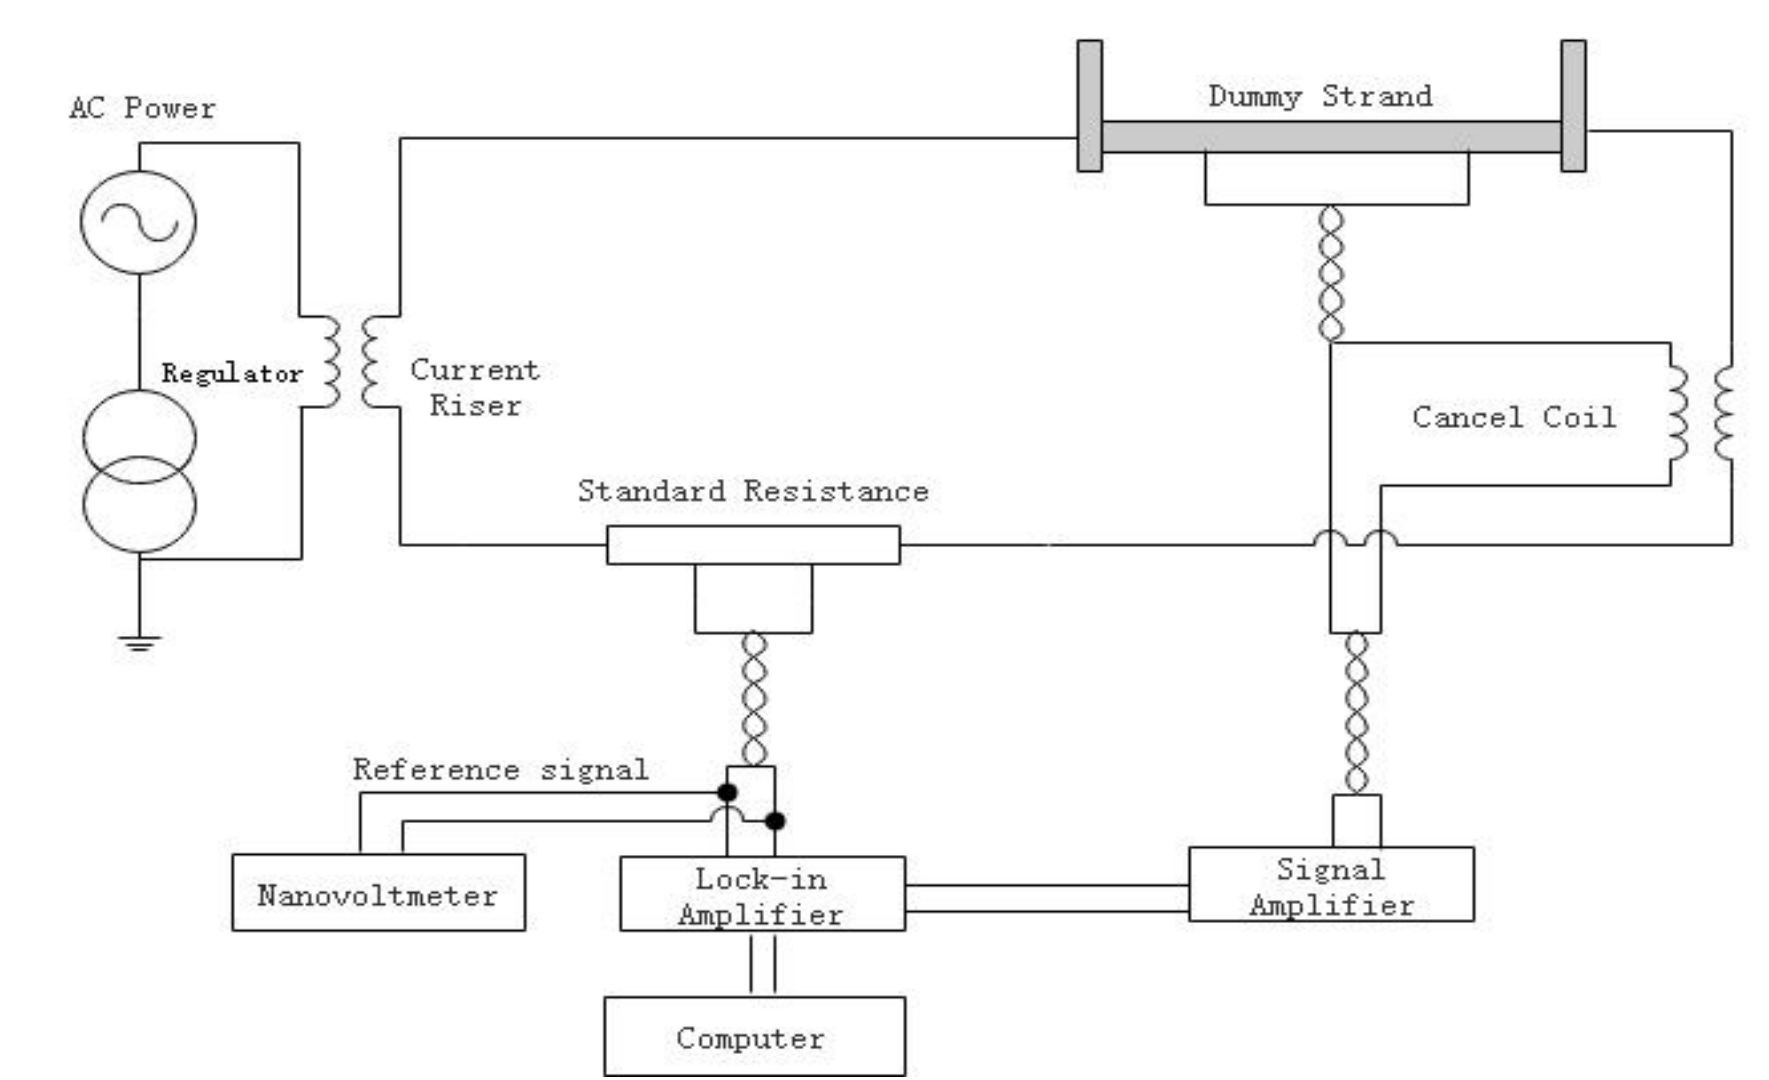 Dummy Strand
AC Power
Regulator
Current
Riser
Cancel Coil
Standard Resistance
Reference signal
Nanovoltmeter
Lock-in
Amplifier
Signal
Amplifier
Computer